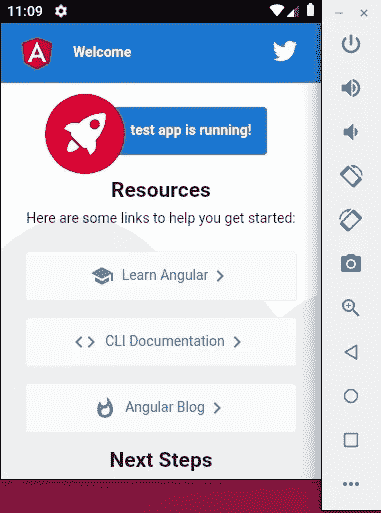 11:09
Welcome
test app is running!
Resources
Here are some links to help you get started:
Learn Angular
CLI Documentation
Angular Blog
Next Steps